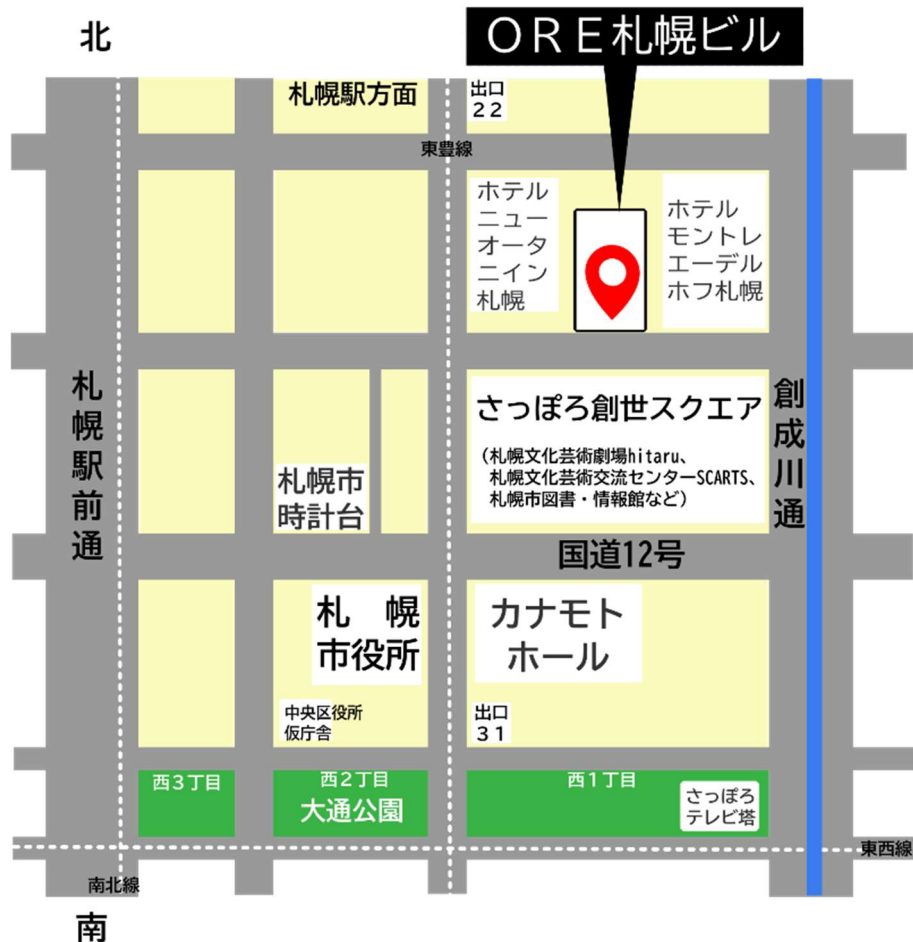 北
ＯＲＥ札幌ビル
札幌駅方面
出口
２２
東豊線
ホテル
ニュー
オータ
ニイン
札幌
ホテル
モントレ
エーデル
ホフ札幌
札幌駅前通
さっぽろ創世スクエア
（札幌文化芸術劇場hitaru、
札幌文化芸術交流センターSCARTS、
札幌市図書・情報館など）
創成川通
札幌市
時計台
国道12号
札　幌
市役所
カナモト
ホール
中央区役所
仮庁舎
出口
３１
西３丁目
西２丁目
大通公園
西１丁目
さっぽろ
テレビ塔
東西線
南北線
南